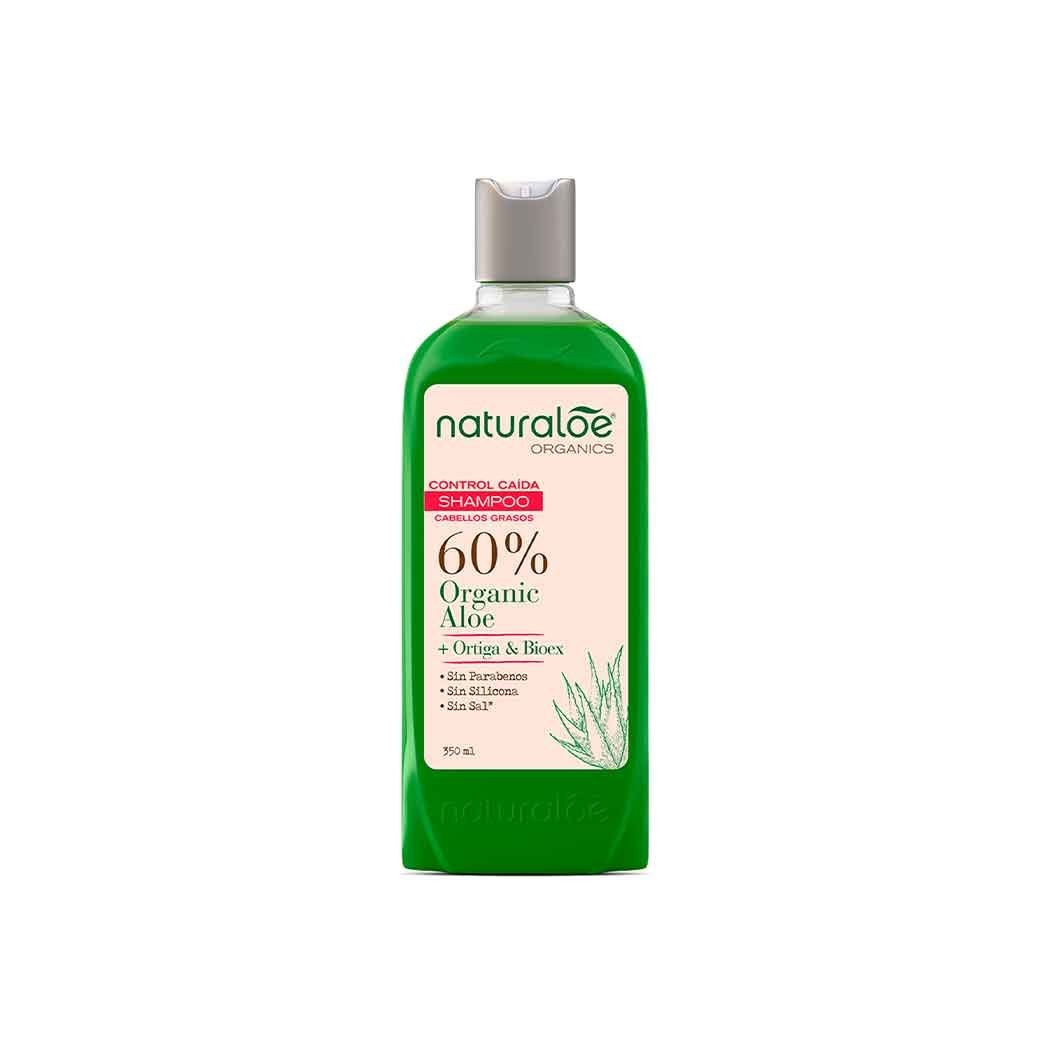 naturaloe®
ORGANICS
CONTROL CAÍDA
SHAMPOO
CABELLOS GRASOS
60%
Organic
Aloe
+ Ortiga & Bioex
• Sin Parabenos
• Sin Silicona
• Sin Sal*
350 ml
naturaloe